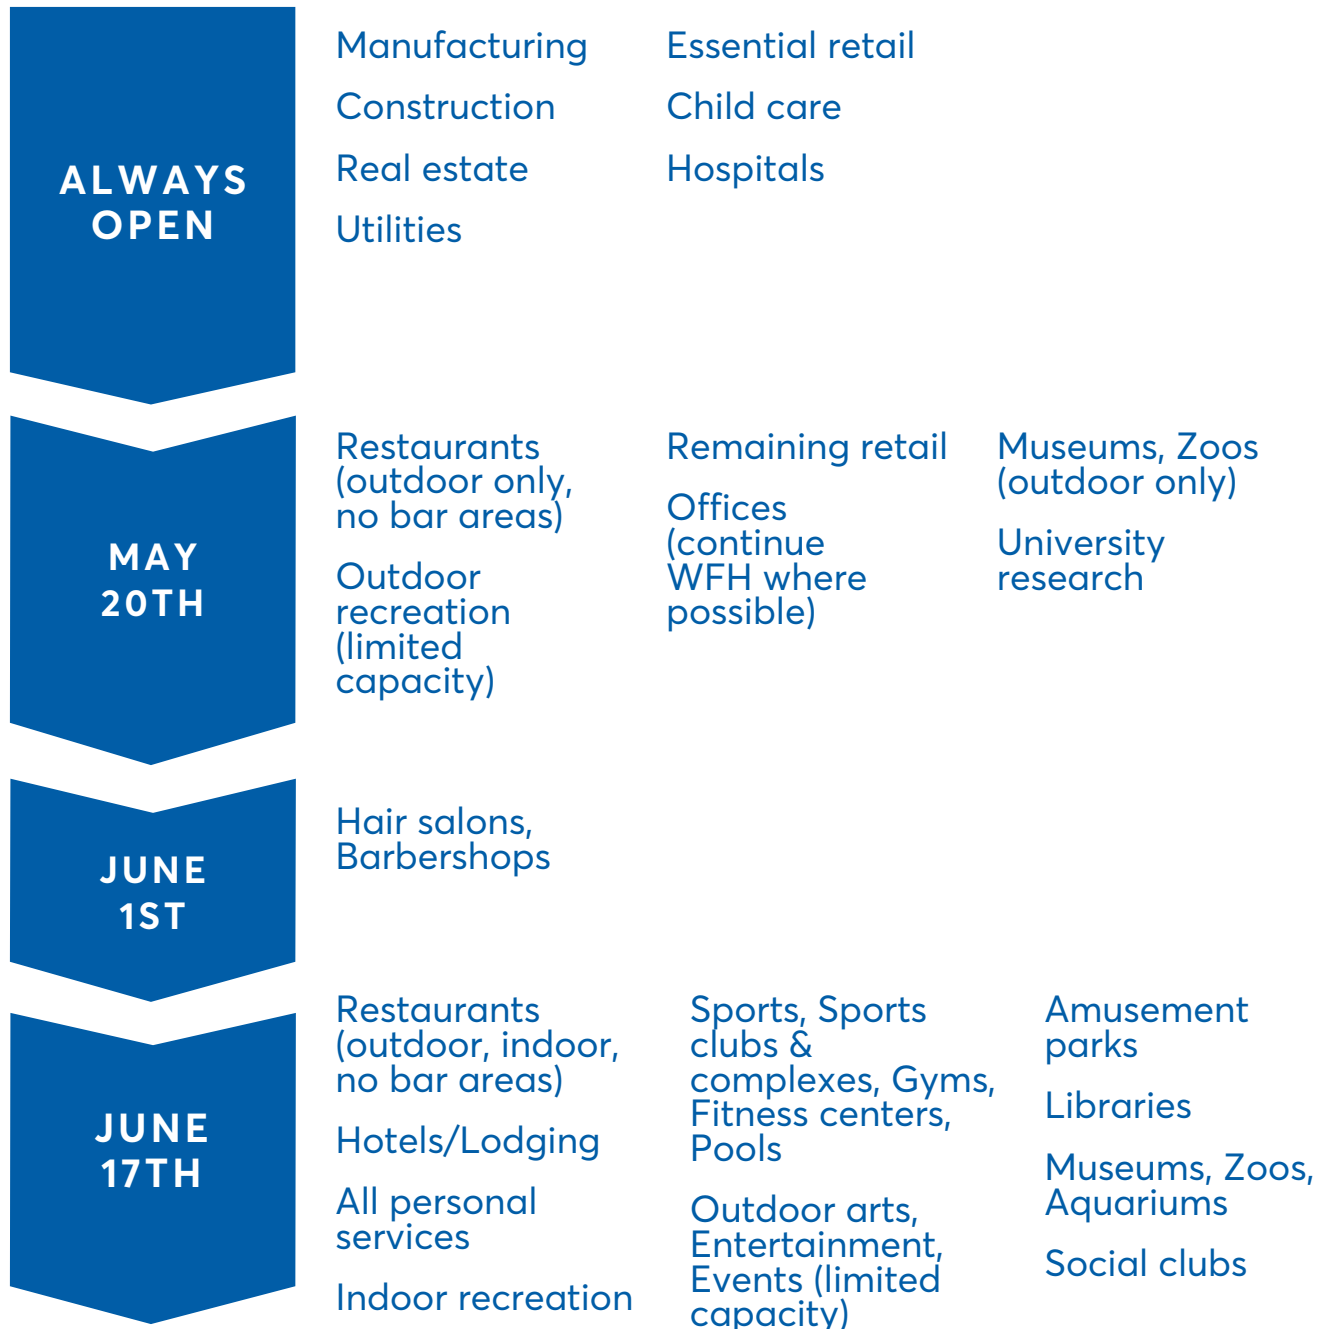 ALWAYS
OPEN
Manufacturing
Construction
Real estate
Utilities
Essential retail
Child care
Hospitals
MAY
20TH
Restaurants
(outdoor only,
no bar areas)
Outdoor
recreation
(limited
capacity)
Remaining retail
Offices
(continue
WFH where
possible)
Museums, Zoos
(outdoor only)
University
research
JUNE
1ST
Hair salons,
Barbershops
JUNE
17TH
Restaurants
(outdoor, indoor,
no bar areas)
Hotels/Lodging
All personal
services
Indoor recreation
Sports, Sports
clubs &
complexes, Gyms,
Fitness centers,
Pools
Outdoor arts,
Entertainment,
Events (limited
capacity)
Amusement
parks
Libraries
Museums, Zoos,
Aquariums
Social clubs